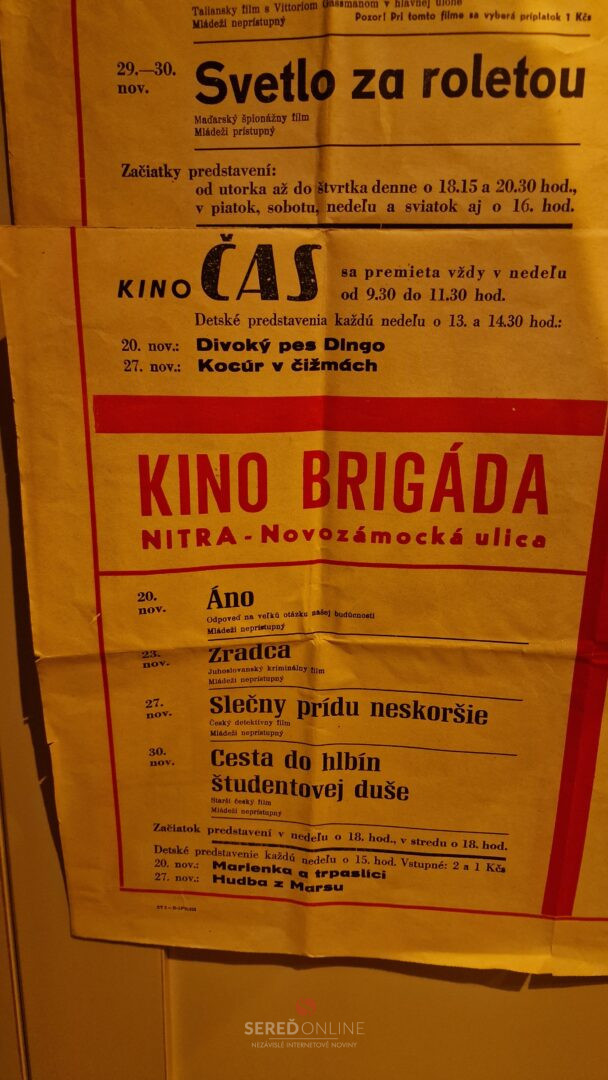 Taliansky film s Vittoriom Gassmanom v hlavnej úlohe
Mládeži neprístupný
Pozor! Pri tomto filme sa vyberá príplatok 1 Kčs
29.—30. nov.
Svetlo za roletou
Maďarský špionážny film
Mládeži prístupný
Začiatky predstavení:
od utorka až do štvrtka denne o 18.15 a 20.30 hod.,
v piatok, sobotu, nedeľu a sviatok aj o 16. hod.
KINO ČAS
sa premieta vždy v nedeľu
od 9.30 do 11.30 hod.
Detské predstavenia každú nedeľu o 13. a 14.30 hod.:
20. nov.: Divoký pes Dingo
27. nov.: Kocúr v čižmách
KINO BRIGÁDA
NITRA - Novozámocká ulica
20. nov.
Áno
Odpoveď na veľkú otázku našej budúcnosti
Mládeži neprístupný
23. nov.
Zradca
Juhoslovanský kriminálny film
Mládeži neprístupný
27. nov.
Slečny prídu neskoršie
Český detektívny film
Mládeži neprístupný
30. nov.
Cesta do hlbín
študentovej duše
Starší český film
Mládeži neprístupný
Začiatok predstavení v nedeľu o 18. hod., v stredu o 18. hod.
Detské predstavenie každú nedeľu o 15. hod. Vstupné: 2 a 1 Kčs
20. nov.: Marienka a trpaslíci
27. nov.: Hudba z Marsu
SEREĎONLINE
NEZÁVISLÉ INTERNETOVÉ NOVINY